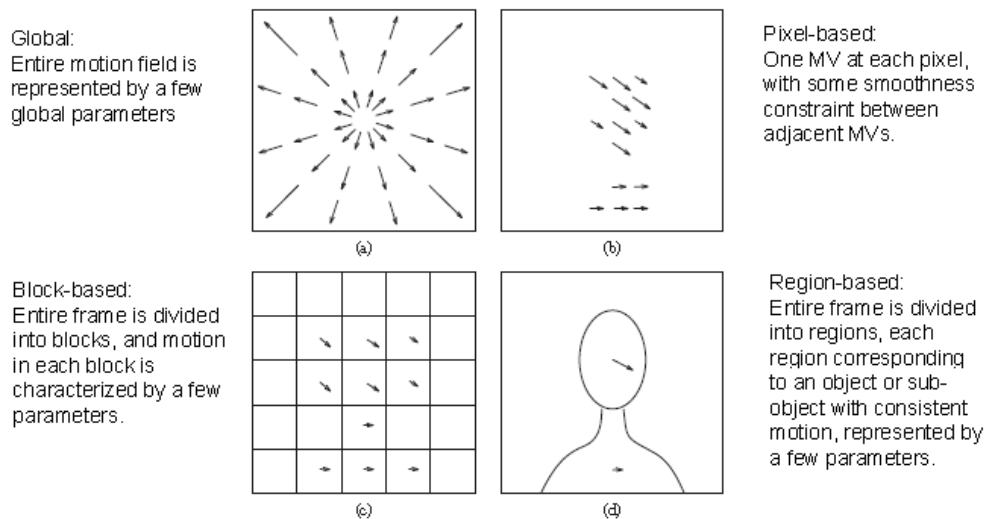 Global:
Entire motion field is
represented by a few
global parameters
(a)
Pixel-based:
One MV at each pixel,
with some smoothness
constraint between
adjacent MVs.
(b)
Block-based:
Entire frame is divided
into blocks, and motion
in each block is
characterized by a few
parameters.
(c)
Region-based:
Entire frame is divided
into regions, each
region corresponding
to an object or sub-
object with consistent
motion, represented by
a few parameters.
(d)